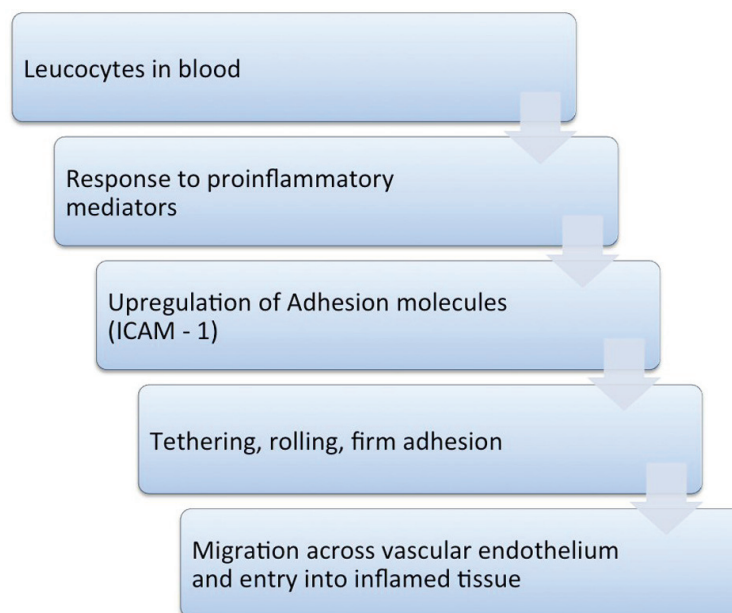 Leucocytes in blood
Response to proinflammatory
mediators
Upregulation of Adhesion molecules
(ICAM - 1)
Tethering, rolling, firm adhesion
Migration across vascular endothelium
and entry into inflamed tissue